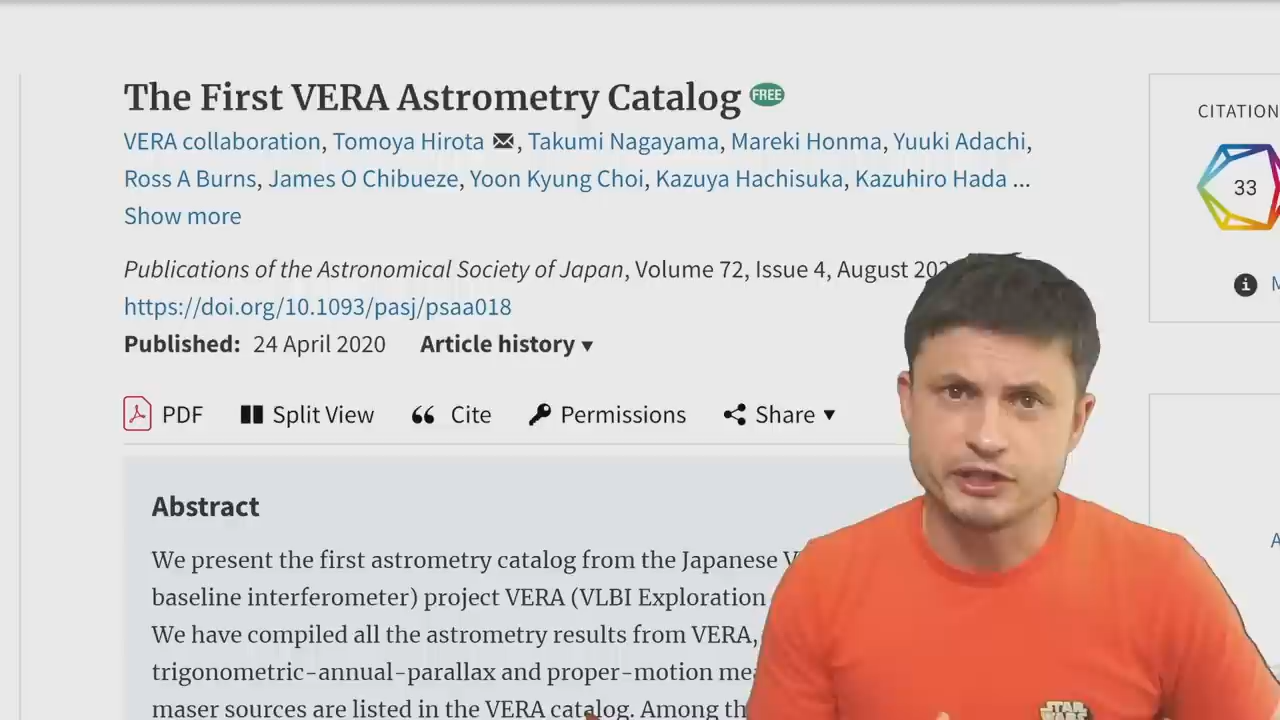 The First VERA Astrometry Catalog FREE
VERA collaboration, Tomoya Hirota, Takumi Nagayama, Mareki Honma, Yuuki Adachi,
Ross A Burns, James O Chibueze, Yoon Kyung Choi, Kazuya Hachisuka, Kazuhiro Hada ...
Show more
Publications of the Astronomical Society of Japan, Volume 72, Issue 4, August
https://doi.org/10.1093/pasj/psaa018
Published: 24 April 2020 Article history
PDF Split View Cite Permissions Share
Abstract
We present the first astrometry catalog from the Japanese
baseline interferometer) project VERA (VLBI Exploration
We have compiled all the astrometry results from VERA,
trigonometric-annual-parallax and proper-motion
maser sources are listed in the VERA catalog. Among
CITATION
33
STAR WARS